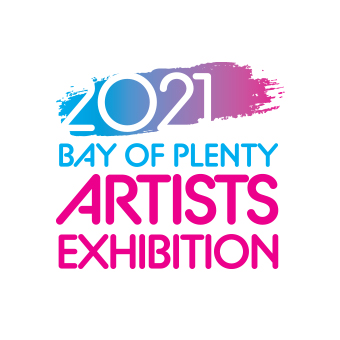 2021
BAY OF PLENTY
ARTISTS
EXHIBITION